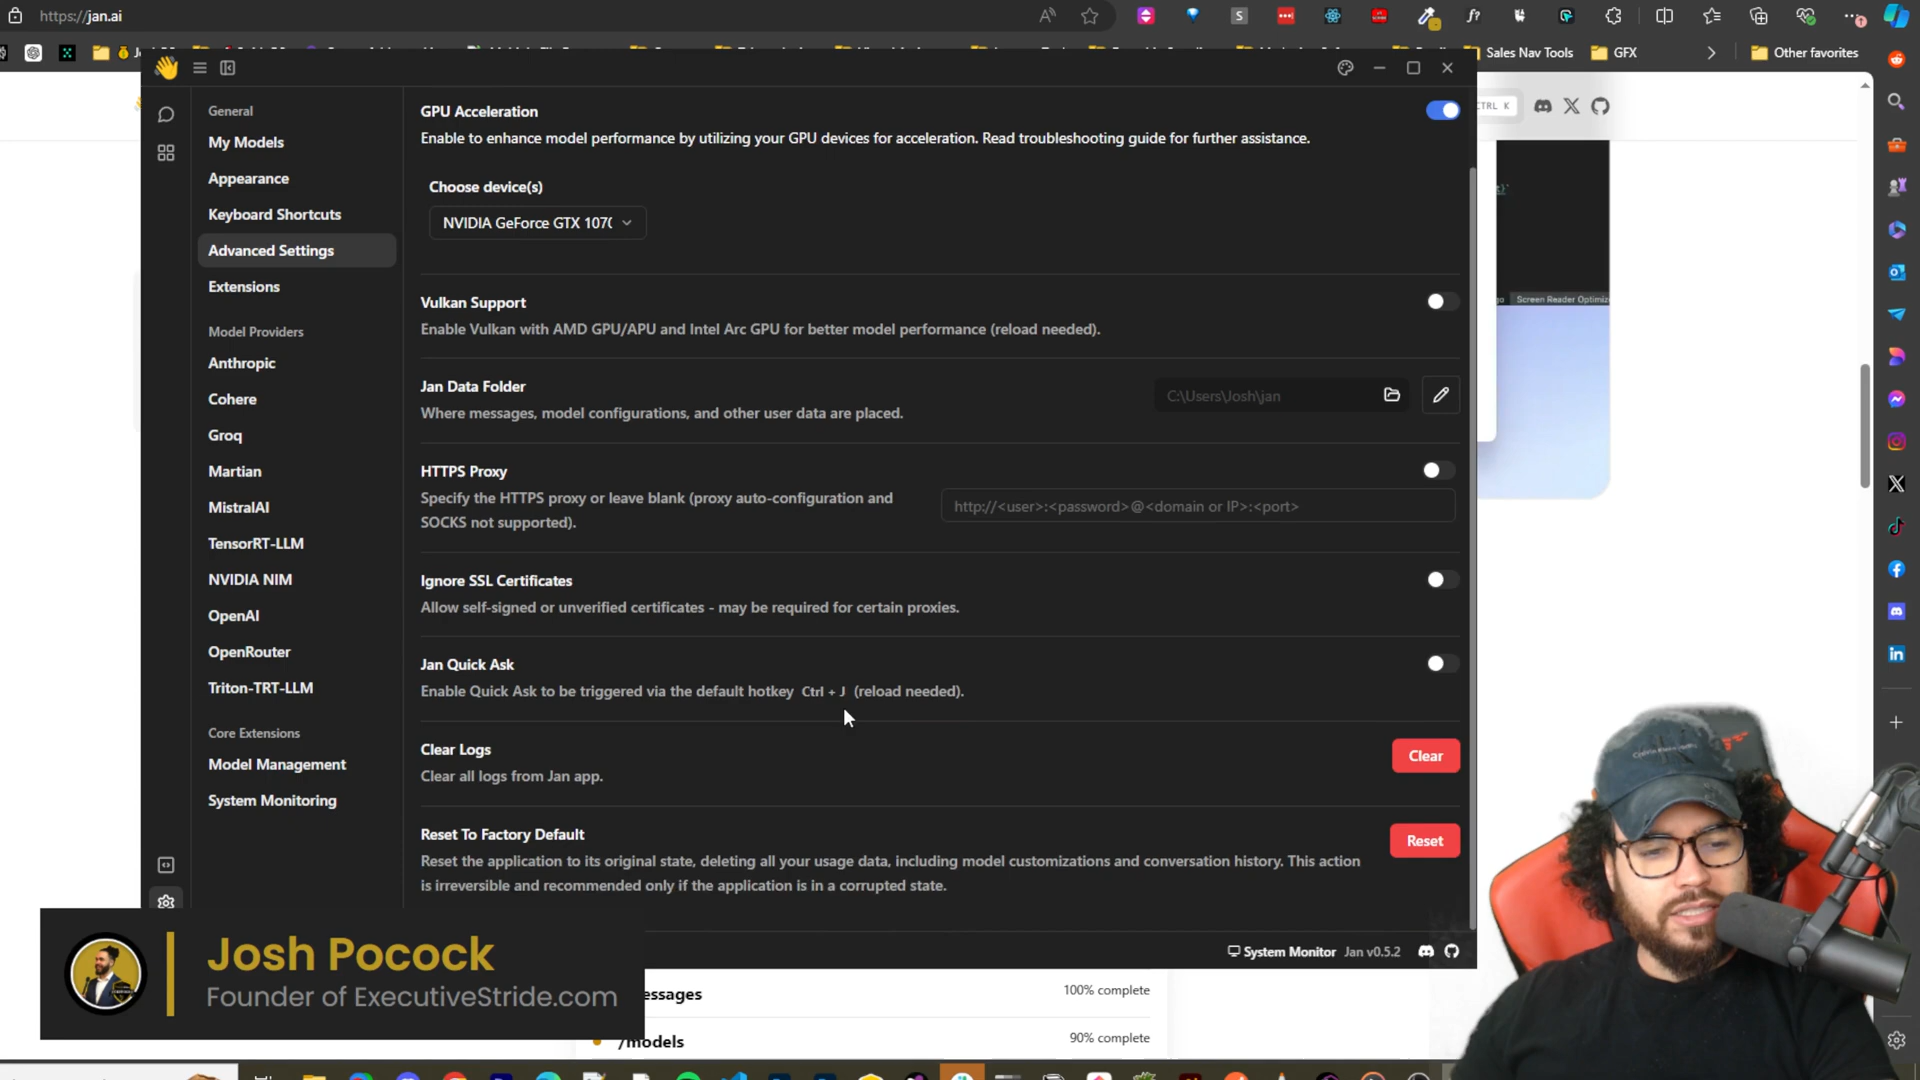 https://jan.ai
Sales Nav Tools
GFX
Other favorites
CTRL K
General
My Models
Appearance
Keyboard Shortcuts
Advanced Settings
Extensions
Model Providers
Anthropic
Cohere
Groq
Martian
MistralAI
TensorRT-LLM
NVIDIA NIM
OpenAI
OpenRouter
Triton-TRT-LLM
Core Extensions
Model Management
System Monitoring
GPU Acceleration
Enable to enhance model performance by utilizing your GPU devices for acceleration. Read troubleshooting guide for further assistance.
Choose device(s)
NVIDIA GeForce GTX 107
Vulkan Support
Enable Vulkan with AMD GPU/APU and Intel Arc GPU for better model performance (reload needed).
Jan Data Folder
Where messages, model configurations, and other user data are placed.
C:\Users\Josh\jan
HTTPS Proxy
Specify the HTTPS proxy or leave blank (proxy auto-configuration and
SOCKS not supported).
http://<user>:<password>@<domain or IP>:<port>
Ignore SSL Certificates
Allow self-signed or unverified certificates - may be required for certain proxies.
Jan Quick Ask
Enable Quick Ask to be triggered via the default hotkey Ctrl + J (reload needed).
Clear Logs
Clear all logs from Jan app.
Clear
Reset To Factory Default
Reset the application to its original state, deleting all your usage data, including model customizations and conversation history. This action
is irreversible and recommended only if the application is in a corrupted state.
Reset
System Monitor
Jan v0.5.2
Screen Reader Optimiz
Josh Pocock
Founder of ExecutiveStride.com
essages
100% complete
/models
90% complete